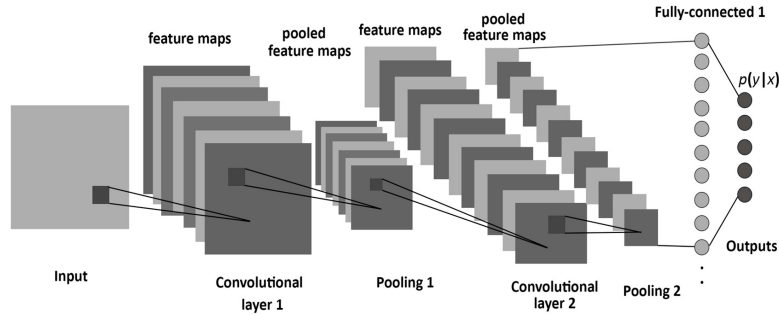 Fully-connected 1
feature maps
pooled
feature maps
feature maps
pooled
feature maps
p(y|x)
Input
Convolutional
layer 1
Pooling 1
Convolutional
layer 2
Pooling 2
Outputs